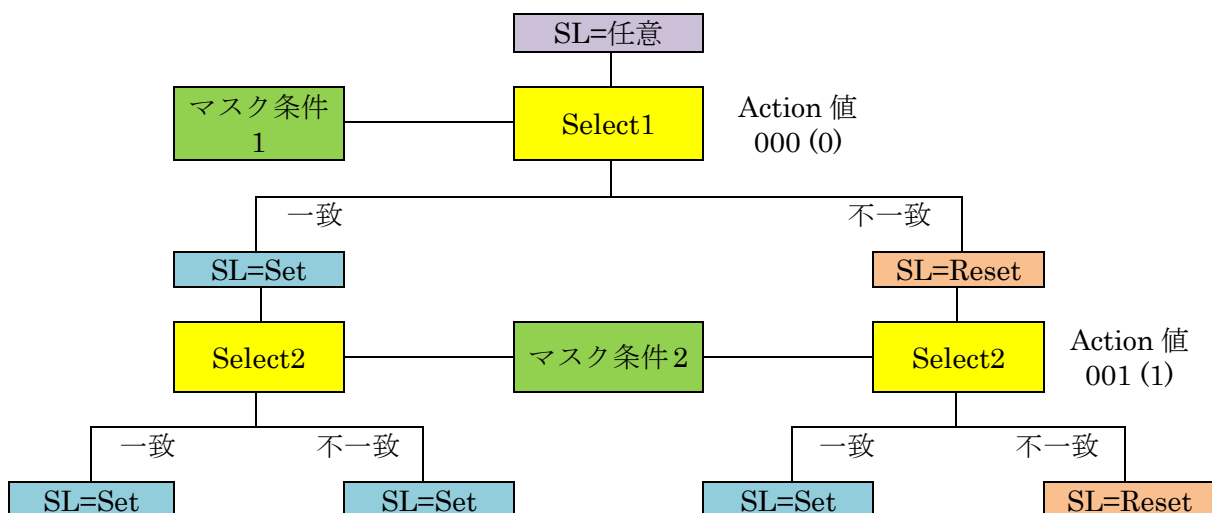 SL=任意
マスク条件
1
Select1
Action 値
000 (0)
一致
不一致
SL=Set
SL=Reset
Select2
マスク条件2
Select2
Action 値
001 (1)
一致
不一致
一致
不一致
SL=Set
SL=Set
SL=Set
SL=Reset